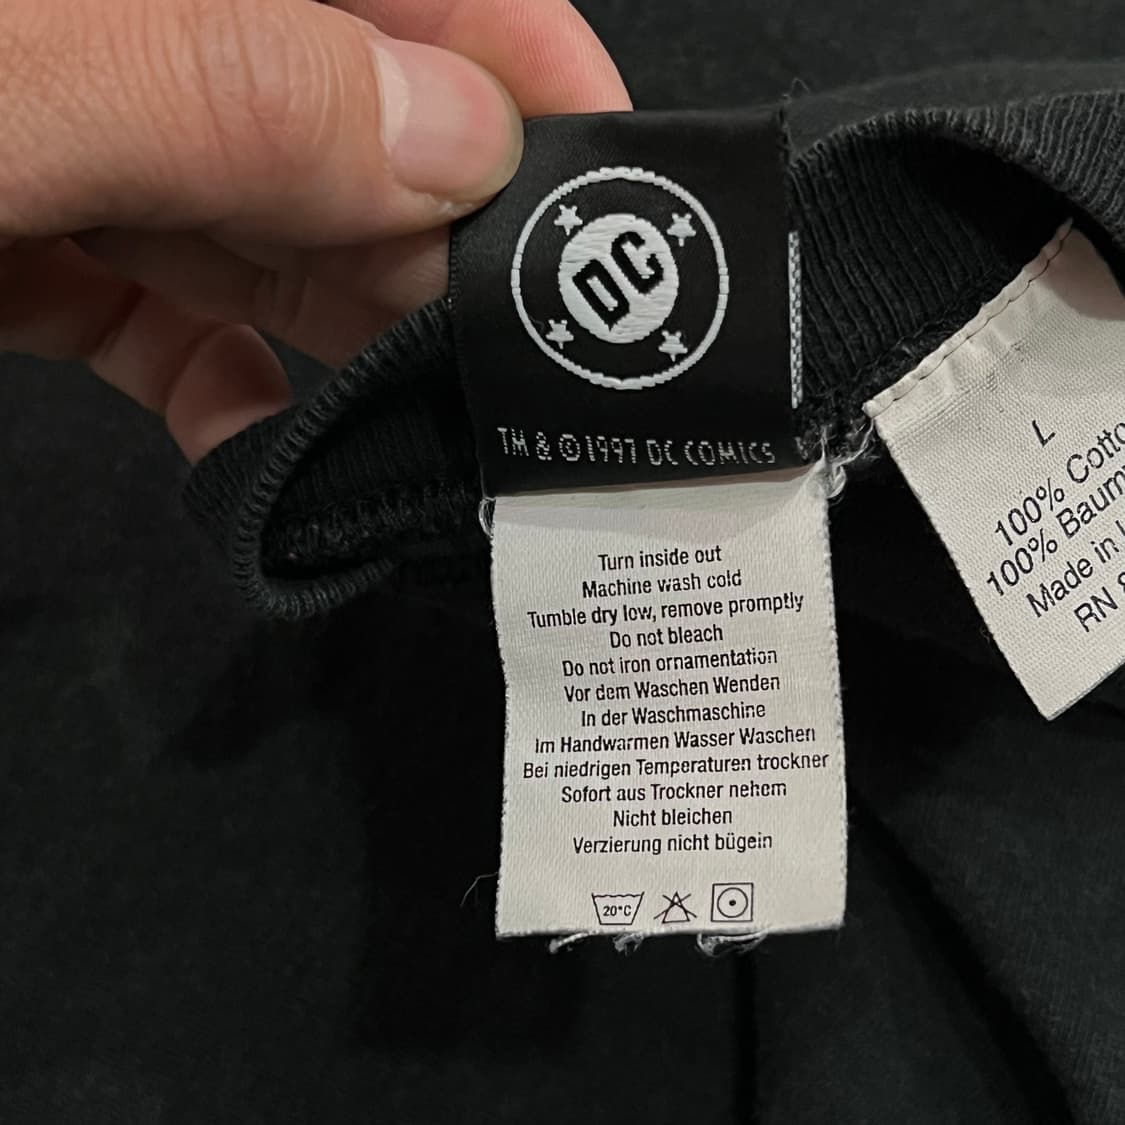 DC
TM & ©1997 DC COMICS
Turn inside out
Machine wash cold
Tumble dry low, remove promptly
Do not bleach
Do not iron ornamentation
Vor dem Waschen Wenden
In der Waschmaschine
Im Handwarmen Wasser Waschen
Bei niedrigen Temperaturen trockner
Sofort aus Trockner nehem
Nicht bleichen
Verzierung nicht bügein
20°C
L
100% Cotto
100% Baum
Made in
RN